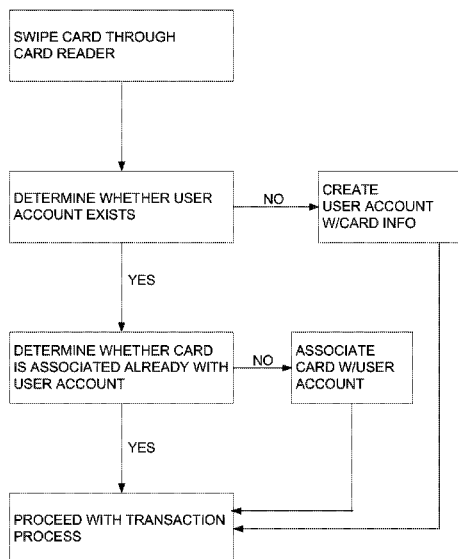 SWIPE CARD THROUGH
CARD READER
DETERMINE WHETHER USER
ACCOUNT EXISTS
NO
CREATE
USER ACCOUNT
W/CARD INFO
YES
DETERMINE WHETHER CARD
IS ASSOCIATED ALREADY WITH
USER ACCOUNT
NO
ASSOCIATE
CARD W/USER
ACCOUNT
YES
PROCEED WITH TRANSACTION
PROCESS